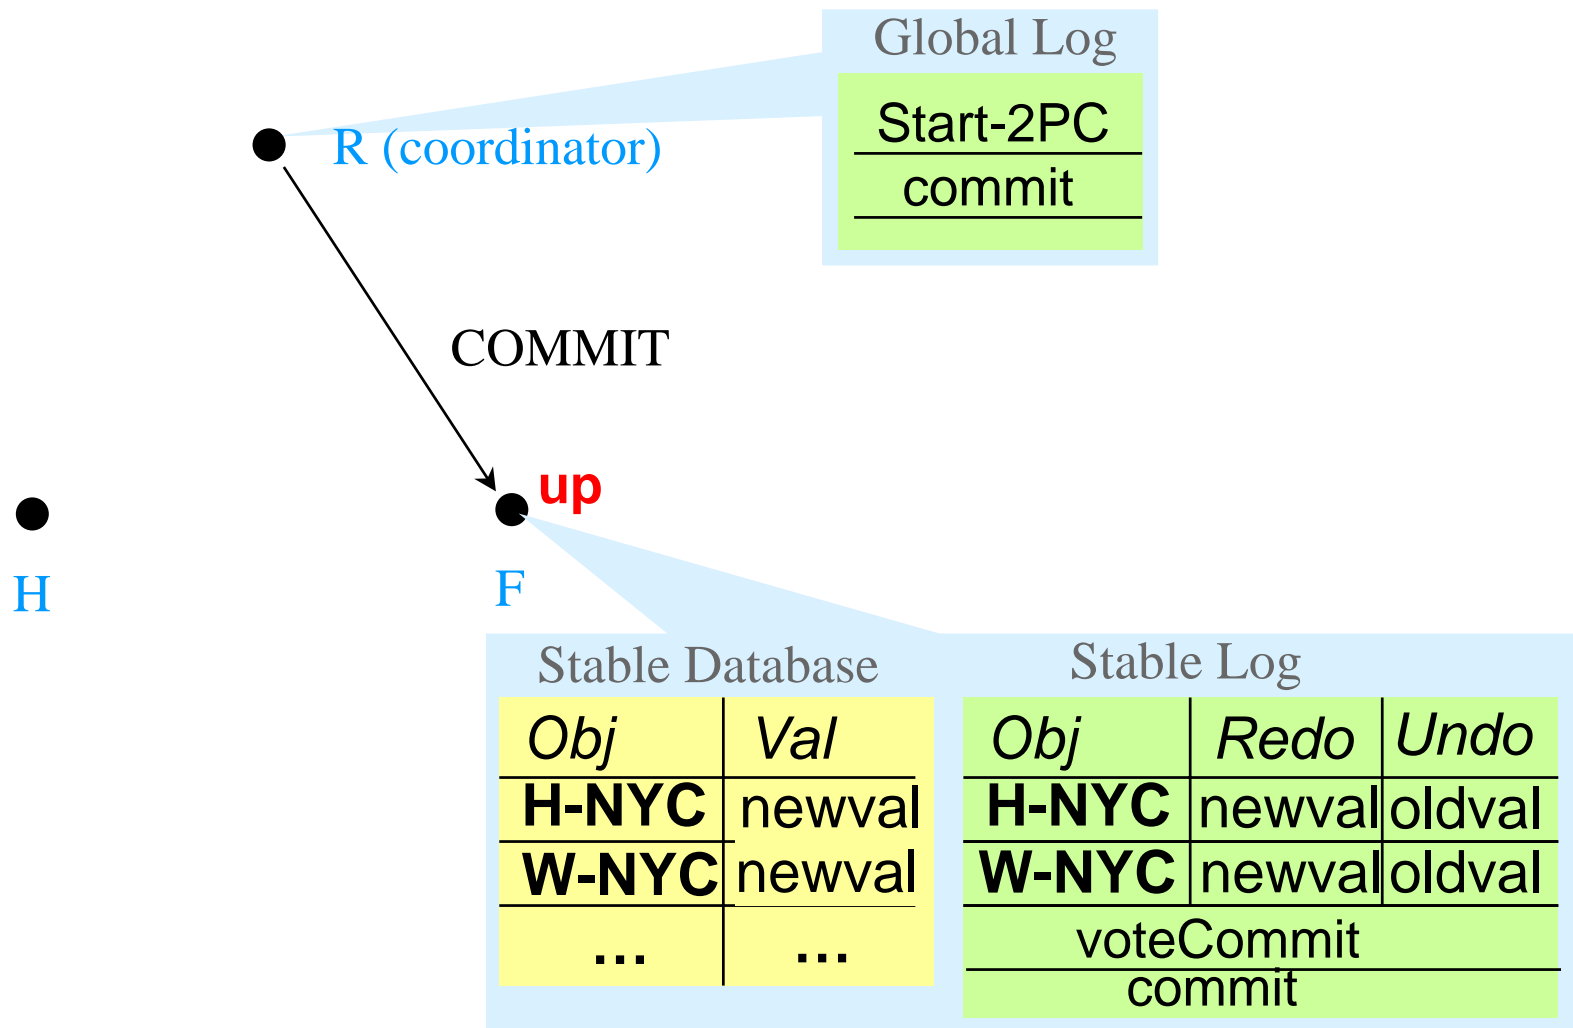 Global Log
Start-2PC
commit
R (coordinator)
COMMIT
up
H
F
Stable Database
Obj Val
H-NYC newval
W-NYC newval
... ...
Stable Log
Obj Redo Undo
H-NYC newval oldval
W-NYC newval oldval
voteCommit
commit